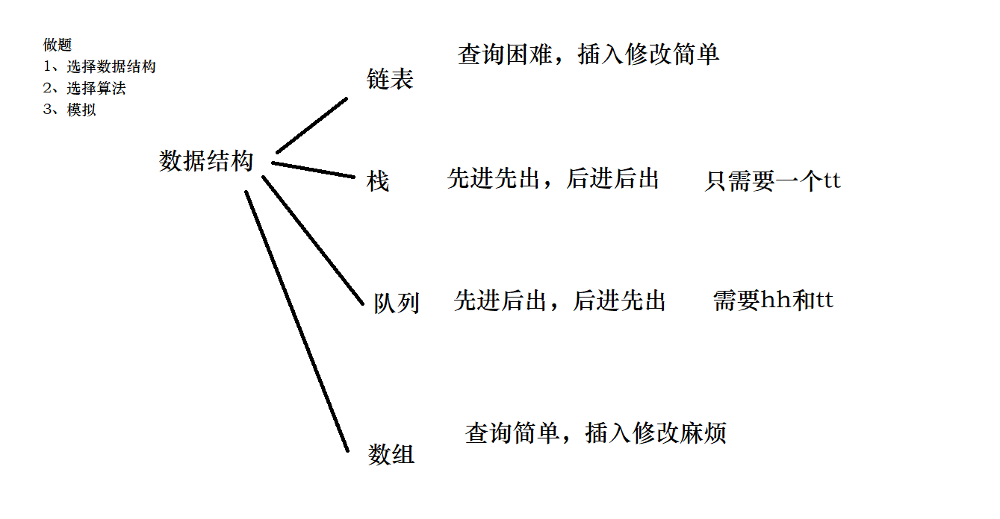 做题
1、选择数据结构
2、选择算法
3、模拟
数据结构
链表
查询困难，插入修改简单
栈
先进先出，后进后出
只需要一个tt
队列
先进后出，后进先出
需要hh和tt
数组
查询简单，插入修改麻烦